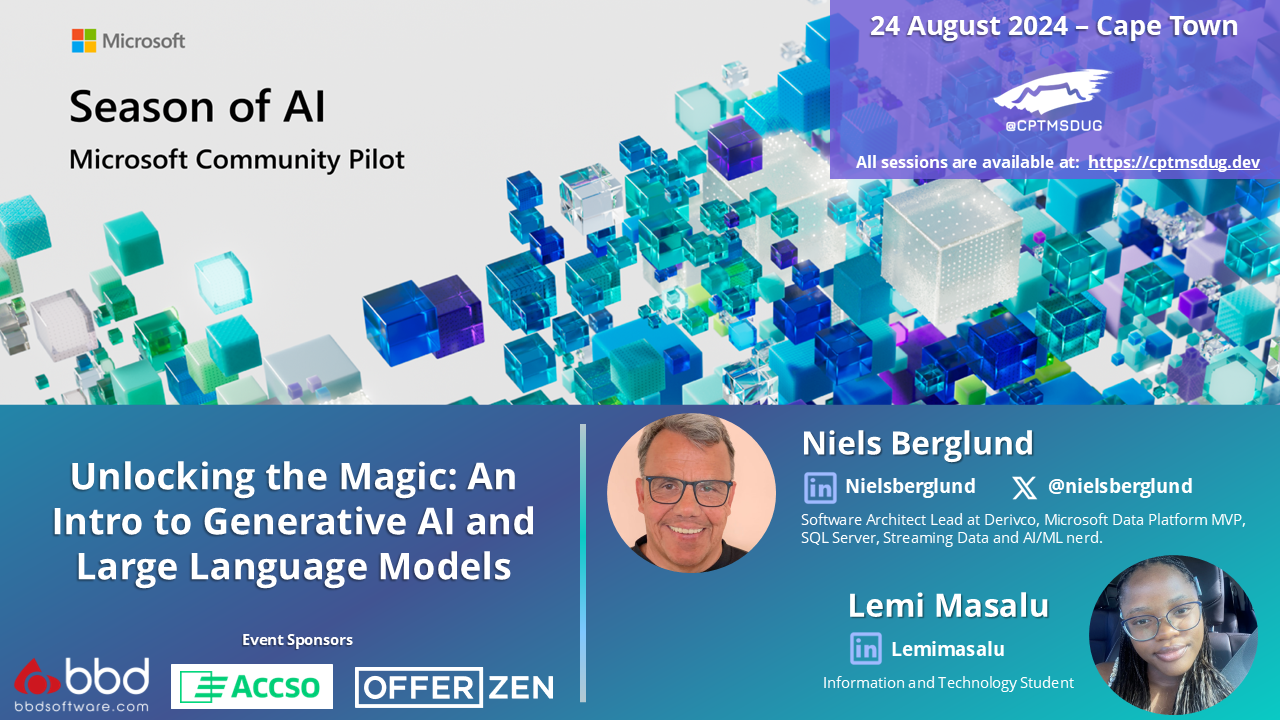 Microsoft
Season of AI
Microsoft Community Pilot
24 August 2024 – Cape Town
@CPTMSDUG
All sessions are available at: https://cptmsdug.dev
Unlocking the Magic: An
Intro to Generative AI and
Large Language Models
Event Sponsors
bbd
bbdsoftware.com
Accso
OFFERZEN
Niels Berglund
in Nielsberglund
X @nielsberglund
Software Architect Lead at Derivco, Microsoft Data Platform MVP,
SQL Server, Streaming Data and AI/ML nerd.
Lemi Masalu
in Lemimasalu
Information and Technology Student